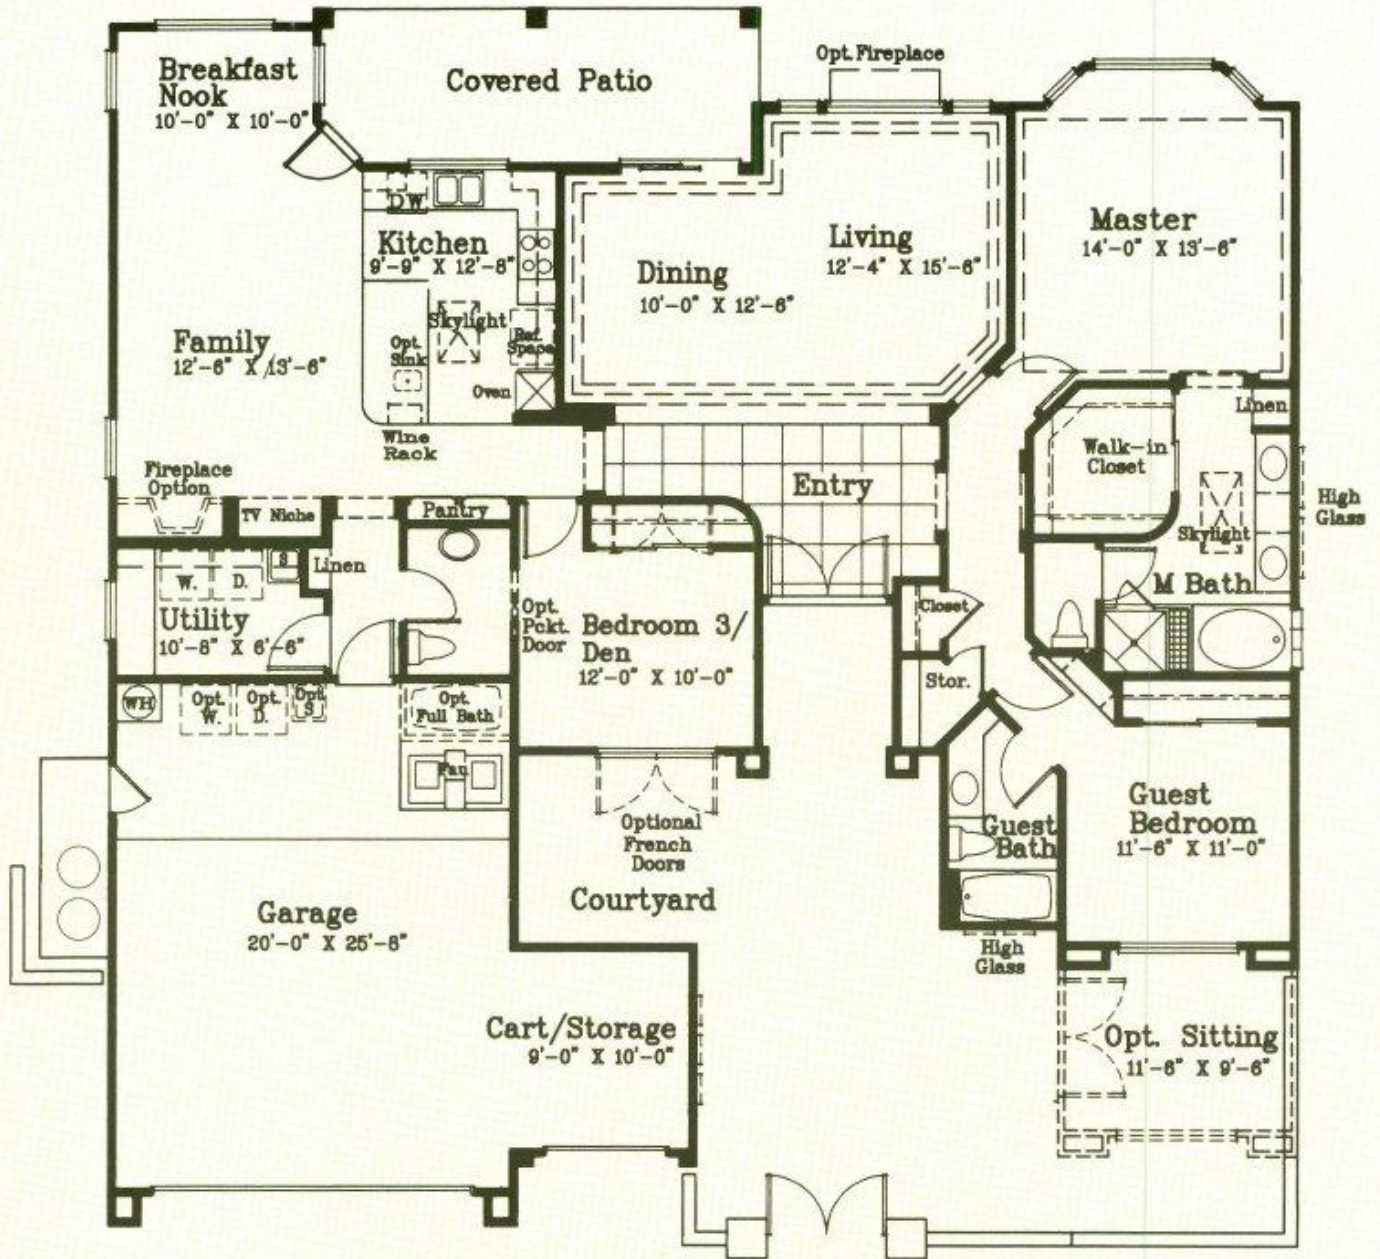 Opt. Fireplace
Breakfast
Nook
10'-0" X 10'-0"
Covered Patio
D.W.
Kitchen
9'-9" X 12'-8"
Living
12'-4" X 15'-6"
Master
14'-0" X 13'-6"
Dining
10'-0" X 12'-6"
Skylight
Family
12'-6" X 13'-6"
Opt.
Sink
Ref.
Space
Oven
Linen
Wine
Rack
Walk-in
Closet
Fireplace
Option
Entry
High
Glass
TV Niche
Pantry
Skylight
S
Linen
W.
D.
M Bath
Utility
10'-8" X 6'-6"
Opt.
Pckt.
Door
Bedroom 3/
Den
12'-0" X 10'-0"
Closet
Stor.
WH
Opt.
W.
Opt.
D.
Opt.
S
Opt.
Full Bath
Fau
Optional
French
Doors
Guest
Bath
Guest
Bedroom
11'-6" X 11'-0"
Courtyard
Garage
20'-0" X 25'-8"
High
Glass
Cart/Storage
9'-0" X 10'-0"
Opt. Sitting
11'-6" X 9'-6"